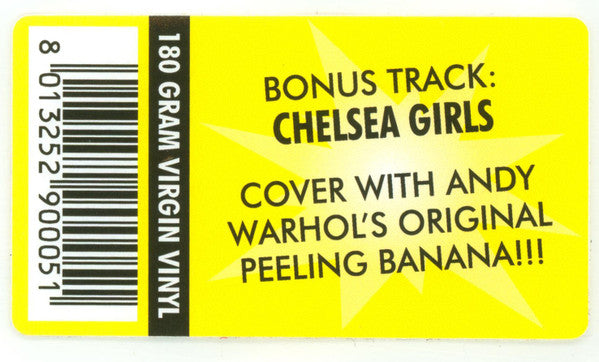 8 013252 900051
180 GRAM VIRGIN VINYL
BONUS TRACK:
CHELSEA GIRLS
COVER WITH ANDY
WARHOL'S ORIGINAL
PEELING BANANA!!!